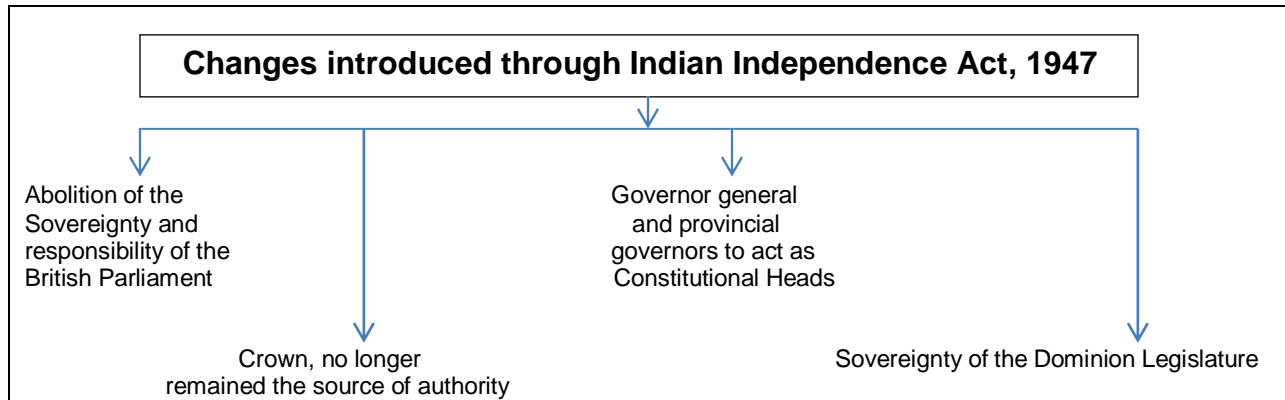 Changes introduced through Indian Independence Act, 1947
Abolition of the
Sovereignty and
responsibility of the
British Parliament
Governor general
and provincial
governors to act as
Constitutional Heads
Crown, no longer
remained the source of authority
Sovereignty of the Dominion Legislature